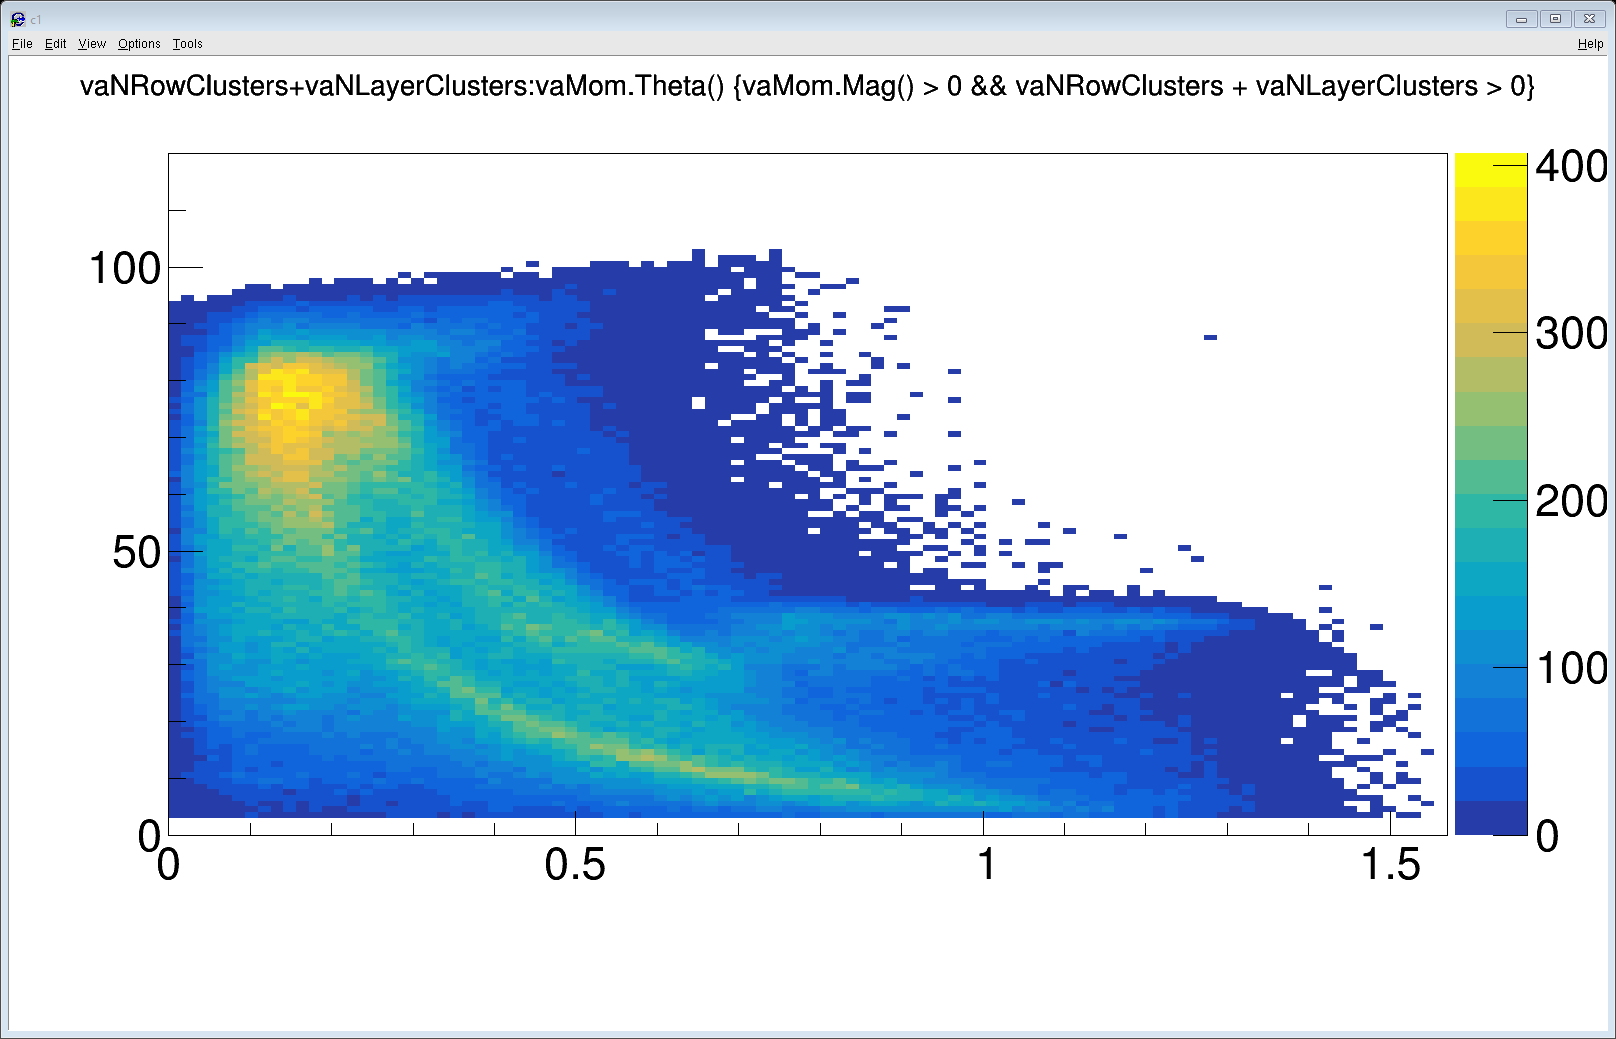 c1
File Edit View Options Tools Help
vaNRowClusters+vaNLayerClusters:vaMom.Theta() {vaMom.Mag() > 0 && vaNRowClusters + vaNLayerClusters > 0}
400
100
300
50
200
100
0
0
0 0.5 1 1.5